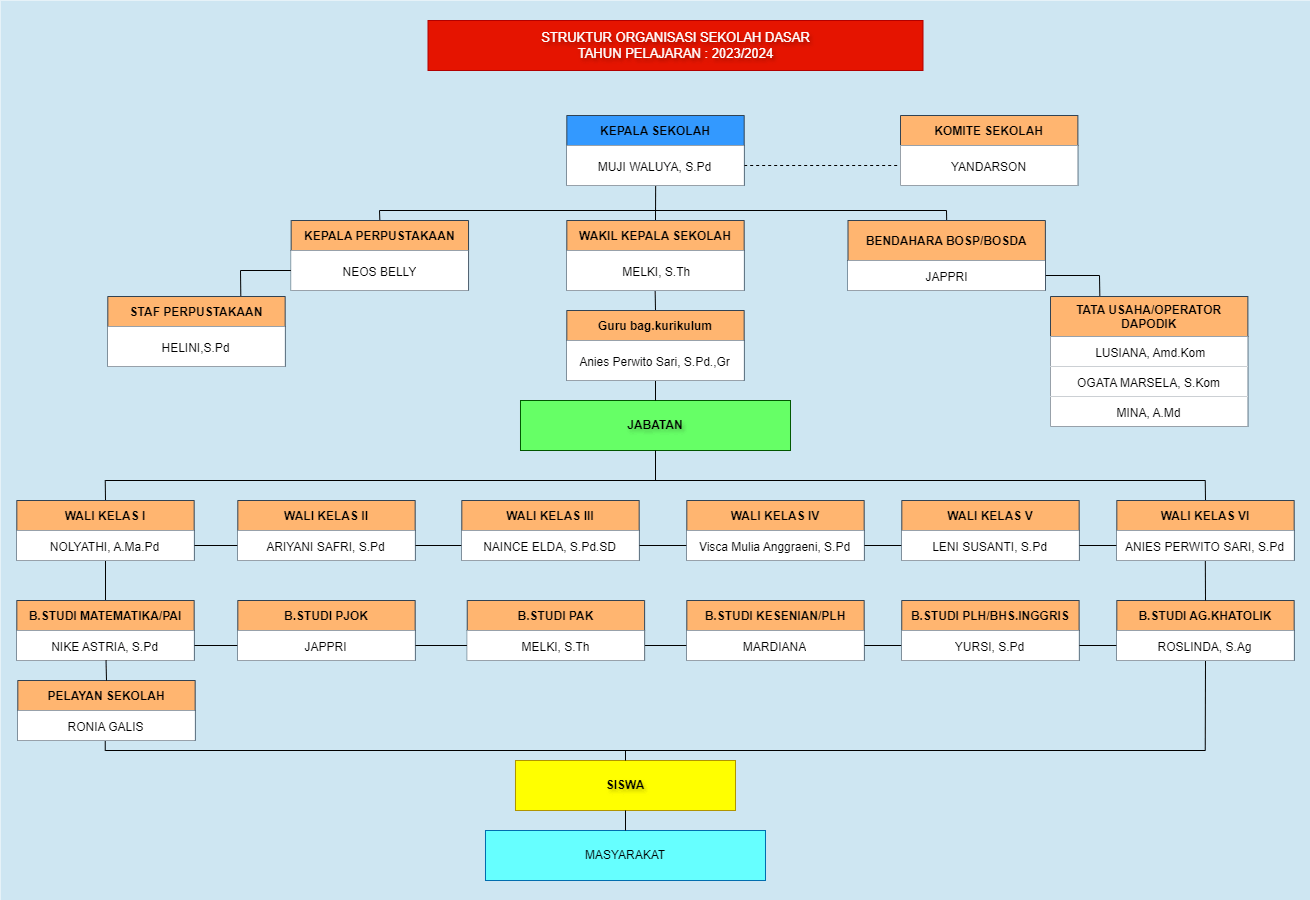 STRUKTUR ORGANISASI SEKOLAH DASAR
TAHUN PELAJARAN : 2023/2024
KEPALA SEKOLAH
MUJI WALUYA, S.Pd
KOMITE SEKOLAH
YANDARSON
KEPALA PERPUSTAKAAN
NEOS BELLY
WAKIL KEPALA SEKOLAH
MELKI, S.Th
BENDAHARA BOSP/BOSDA
JAPPRI
STAF PERPUSTAKAAN
HELINI,S.Pd
Guru bag.kurikulum
Anies Perwito Sari, S.Pd.,Gr
TATA USAHA/OPERATOR
DAPODIK
LUSIANA, Amd.Kom
OGATA MARSELA, S.Kom
MINA, A.Md
JABATAN
WALI KELAS I
NOLYATHI, A.Ma.Pd
WALI KELAS II
ARIYANI SAFRI, S.Pd
WALI KELAS III
NAINCE ELDA, S.Pd.SD
WALI KELAS IV
Visca Mulia Anggraeni, S.Pd
WALI KELAS V
LENI SUSANTI, S.Pd
WALI KELAS VI
ANIES PERWITO SARI, S.Pd
B.STUDI MATEMATIKA/PAI
NIKE ASTRIA, S.Pd
B.STUDI PJOK
JAPPRI
B.STUDI PAK
MELKI, S.Th
B.STUDI KESENIAN/PLH
MARDIANA
B.STUDI PLH/BHS.INGGRIS
YURSI, S.Pd
B.STUDI AG.KHATOLIK
ROSLINDA, S.Ag
PELAYAN SEKOLAH
RONIA GALIS
SISWA
MASYARAKAT